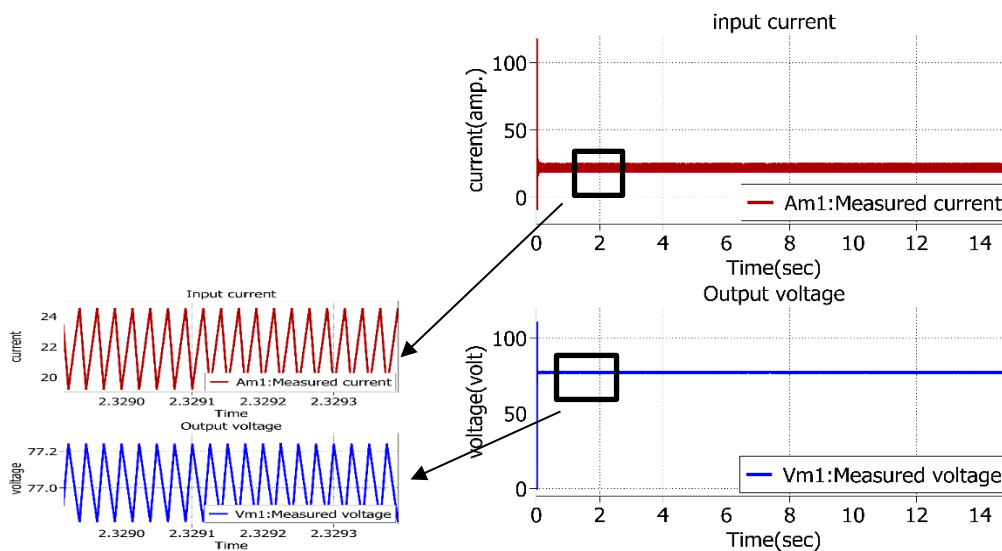 input current
100
50
0
current(amp.)
Am1:Measured current
0 2 4 6 8 10 12 14
Time(sec)
Output voltage
100
50
0
voltage(volt)
Vm1:Measured voltage
0 2 4 6 8 10 12 14
Time(sec)
Input current
24
22
20
current
Am1:Measured current
2.3290 2.3291 2.3292 2.3293
Time
Output voltage
77.2
77.0
voltage
Vm1:Measured voltage
2.3290 2.3291 2.3292 2.3293
Time